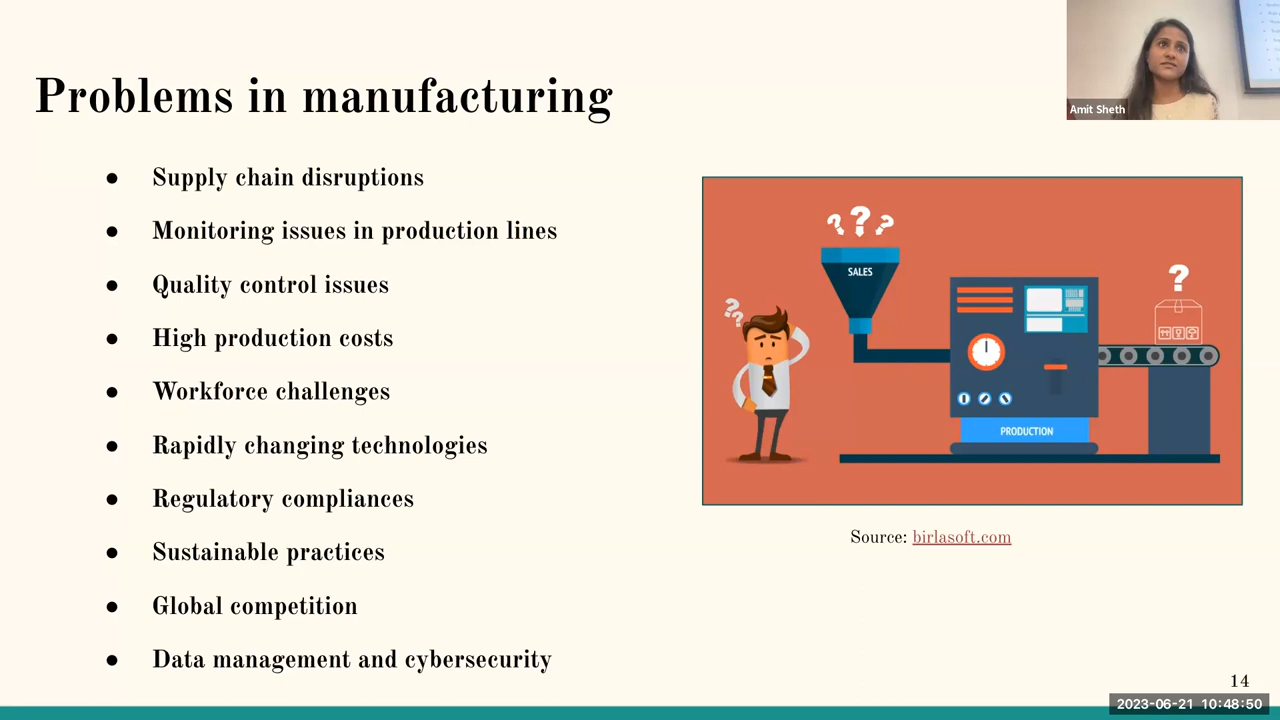 Problems in manufacturing
Amit Sheth
● Supply chain disruptions
● Monitoring issues in production lines
● Quality control issues
● High production costs
● Workforce challenges
● Rapidly changing technologies
● Regulatory compliances
● Sustainable practices
● Global competition
● Data management and cybersecurity
? ? ?
SALES
?
? ?
PRODUCTION
Source: birlasoft.com
14
2023-06-21 10:48:50